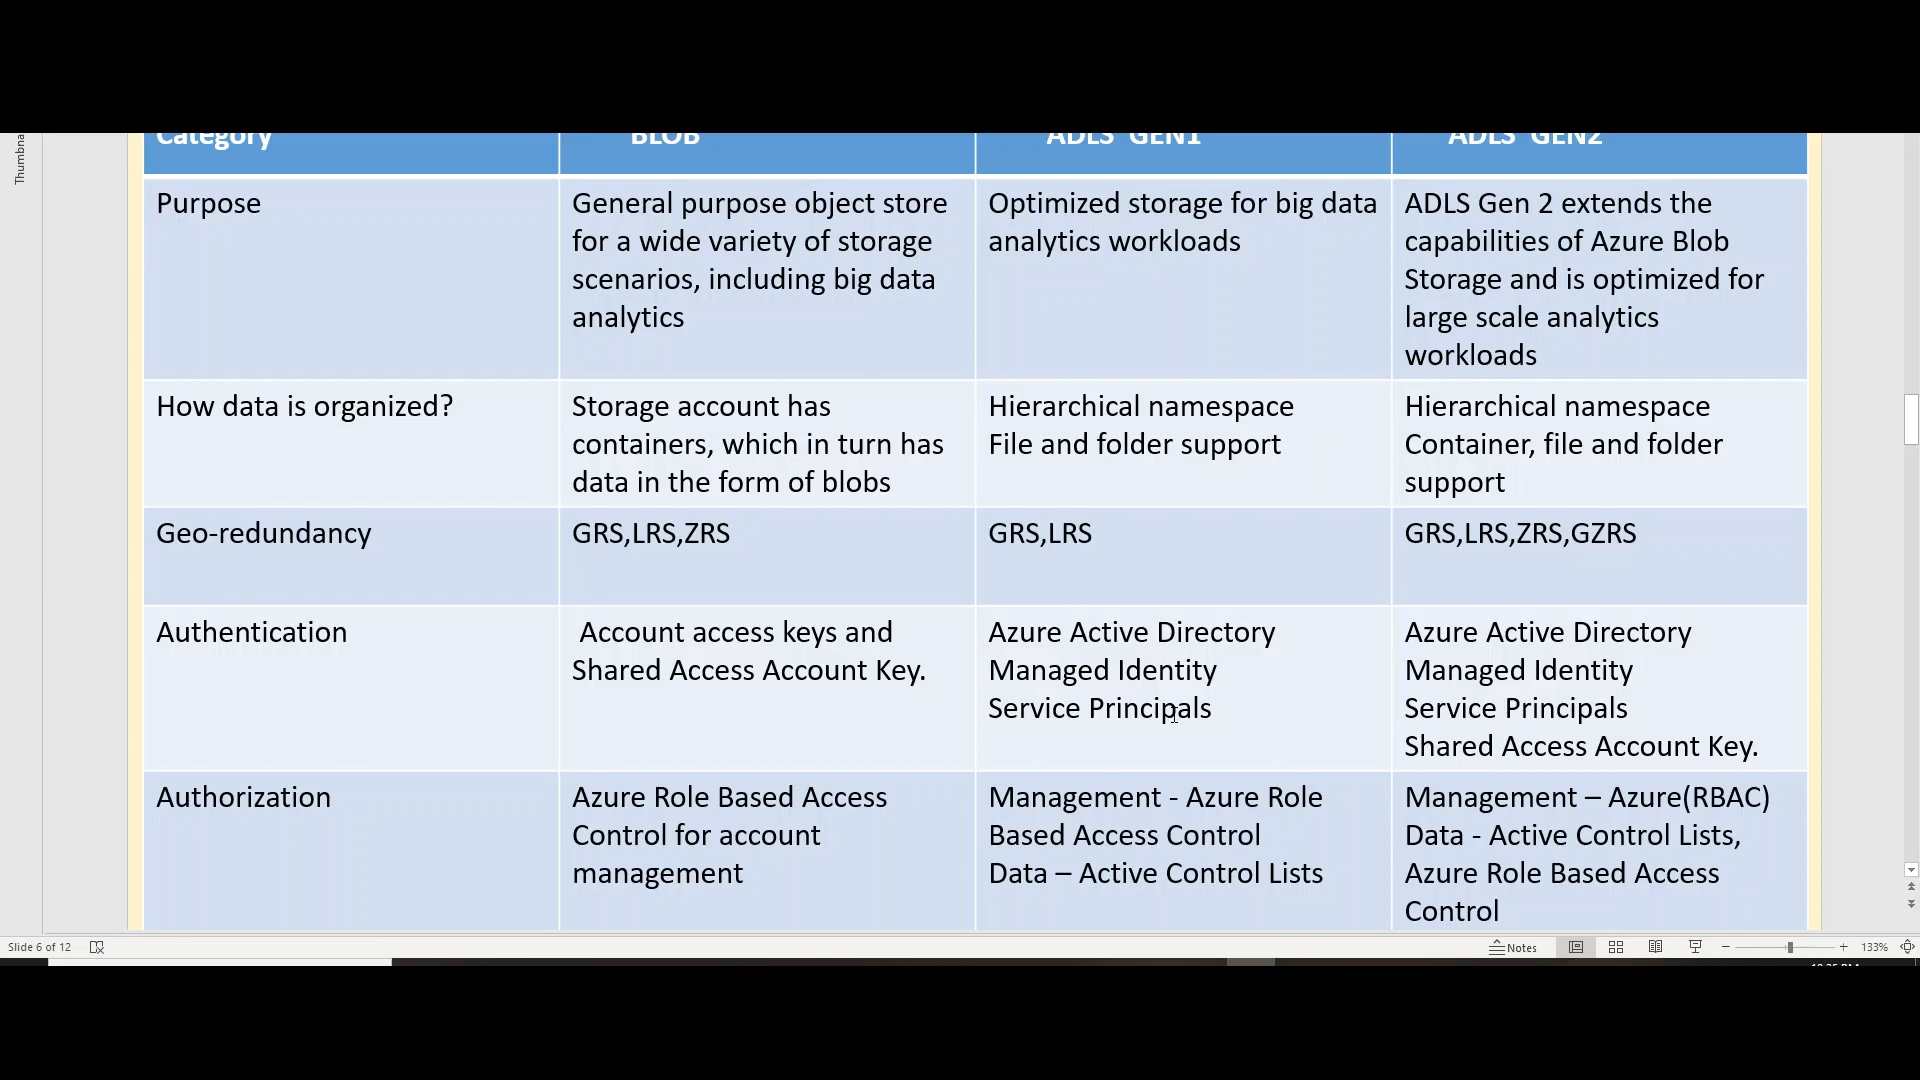 Thumbna
Category
BLOB
ADLS GEN1
ADLS GEN2
Purpose
General purpose object store
for a wide variety of storage
scenarios, including big data
analytics
Optimized storage for big data
analytics workloads
ADLS Gen 2 extends the
capabilities of Azure Blob
Storage and is optimized for
large scale analytics
workloads
How data is organized?
Storage account has
containers, which in turn has
data in the form of blobs
Hierarchical namespace
File and folder support
Hierarchical namespace
Container, file and folder
support
Geo-redundancy
GRS,LRS,ZRS
GRS,LRS
GRS,LRS,ZRS,GZRS
Authentication
Account access keys and
Shared Access Account Key.
Azure Active Directory
Managed Identity
Service Principals
Azure Active Directory
Managed Identity
Service Principals
Shared Access Account Key.
Authorization
Azure Role Based Access
Control for account
management
Management - Azure Role
Based Access Control
Data – Active Control Lists
Management – Azure(RBAC)
Data - Active Control Lists,
Azure Role Based Access
Control
Slide 6 of 12
Notes
133%